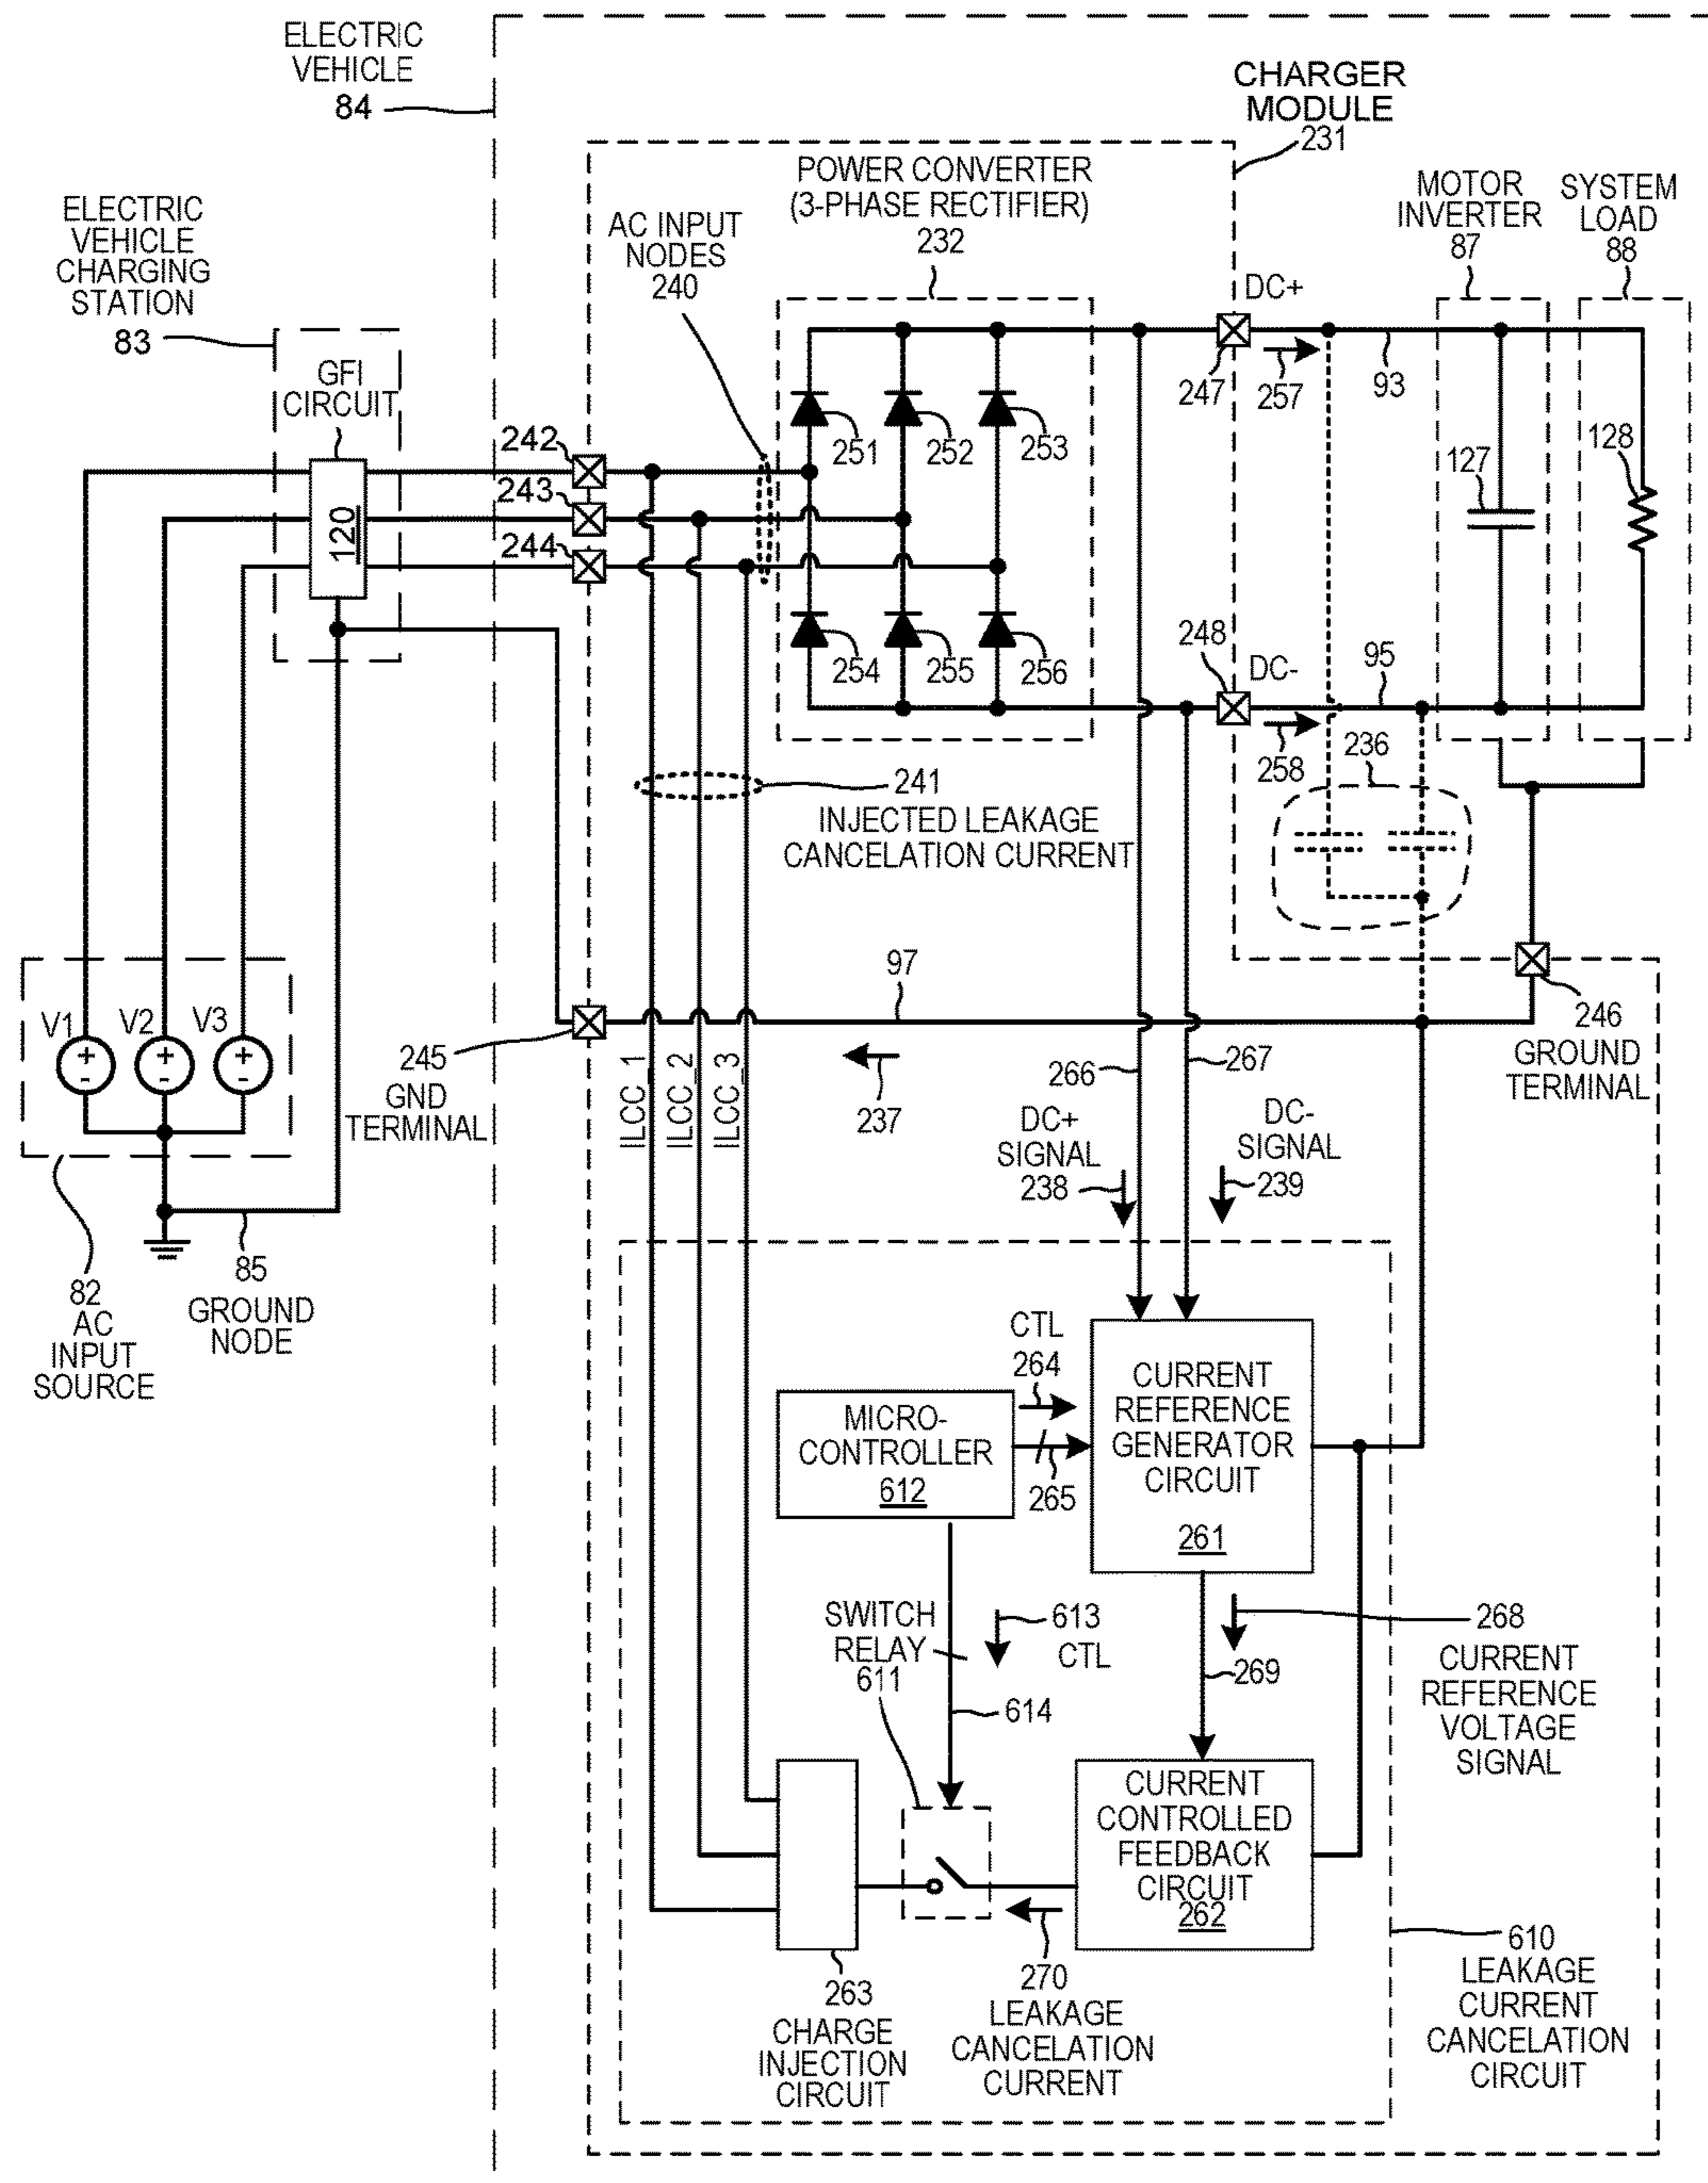 ELECTRIC
VEHICLE
84
CHARGER
MODULE
231
POWER CONVERTER
(3-PHASE RECTIFIER)
232
MOTOR
INVERTER
87
SYSTEM
LOAD
88
ELECTRIC
VEHICLE
CHARGING
STATION
83
AC INPUT
NODES
240
DC+
GFI
CIRCUIT
120
247
257
93
242
243
244
251
252
253
127
128
254
255
256
248
DC-
95
258
236
241
INJECTED LEAKAGE
CANCELATION CURRENT
97
V1
V2
V3
+
-
+
-
+
-
245
GND
TERMINAL
246
GROUND
TERMINAL
ILCC_1
ILCC_2
ILCC_3
237
266
267
DC+
SIGNAL
238
DC-
SIGNAL
239
82
AC
INPUT
SOURCE
85
GROUND
NODE
CTL
264
MICRO-
CONTROLLER
612
265
CURRENT
REFERENCE
GENERATOR
CIRCUIT
261
SWITCH
RELAY
611
613
CTL
614
269
268
CURRENT
REFERENCE
VOLTAGE
SIGNAL
CURRENT
CONTROLLED
FEEDBACK
CIRCUIT
262
263
CHARGE
INJECTION
CIRCUIT
270
LEAKAGE
CANCELATION
CURRENT
610
LEAKAGE
CURRENT
CANCELATION
CIRCUIT